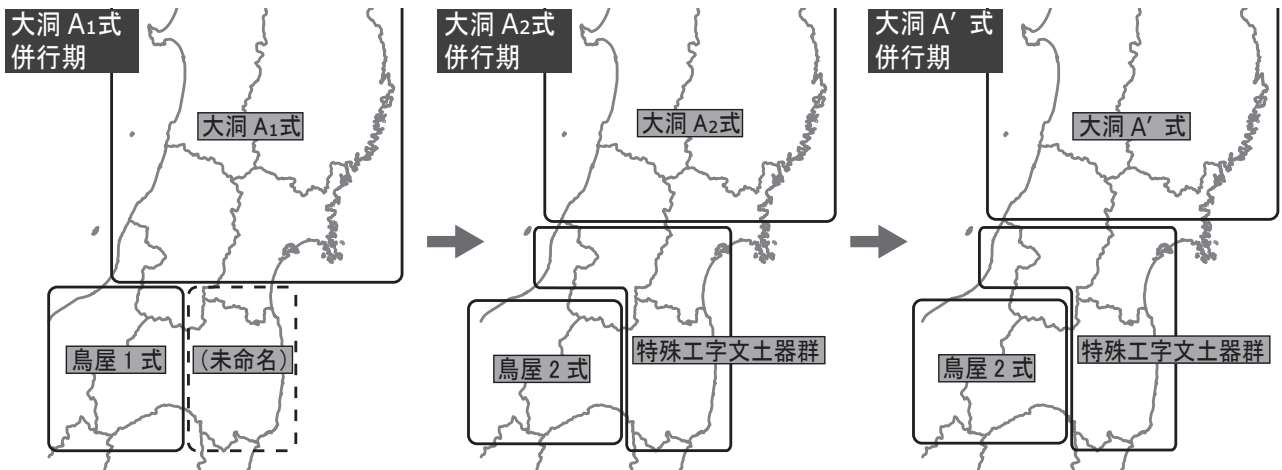 大洞 A₁式
併行期
大洞 A₁式
鳥屋 1 式
(未命名)
大洞 A₂式
併行期
大洞 A₂式
鳥屋 2 式
特殊工字文土器群
大洞 A′ 式
併行期
大洞 A′ 式
鳥屋 2 式
特殊工字文土器群